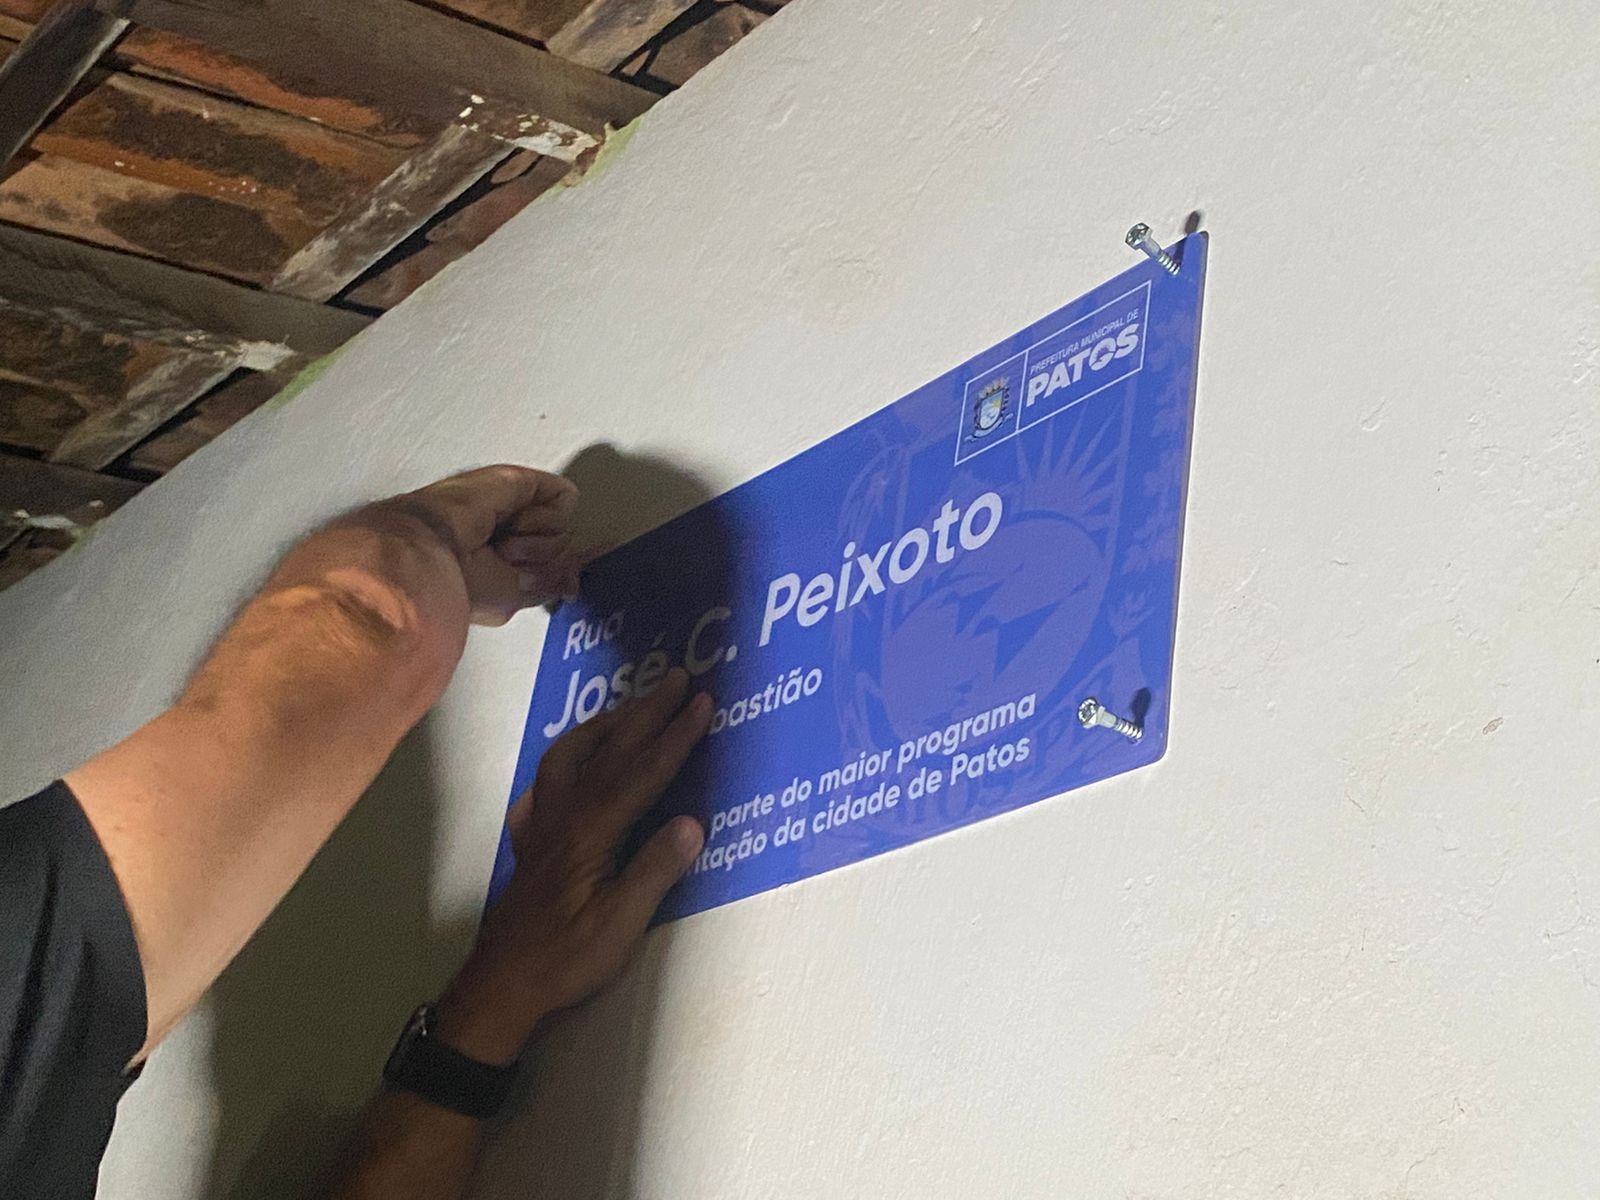 PREFEITURA MUNICIPAL DE
PATOS
Rua
José C. Peixoto
bastião
parte do maior programa
tação da cidade de Patos